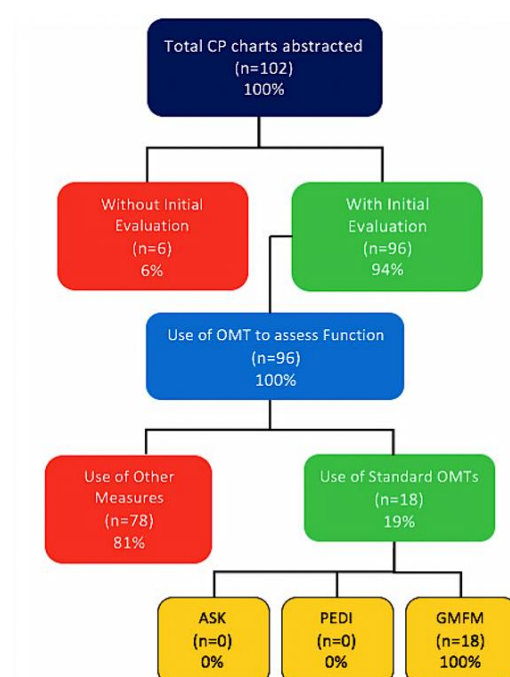 Total CP charts abstracted
(n=102)
100%
Without Initial
Evaluation
(n=6)
6%
With Initial
Evaluation
(n=96)
94%
Use of OMT to assess Function
(n=96)
100%
Use of Other
Measures
(n=78)
81%
Use of Standard OMTs
(n=18)
19%
ASK
(n=0)
0%
PEDI
(n=0)
0%
GMFM
(n=18)
100%